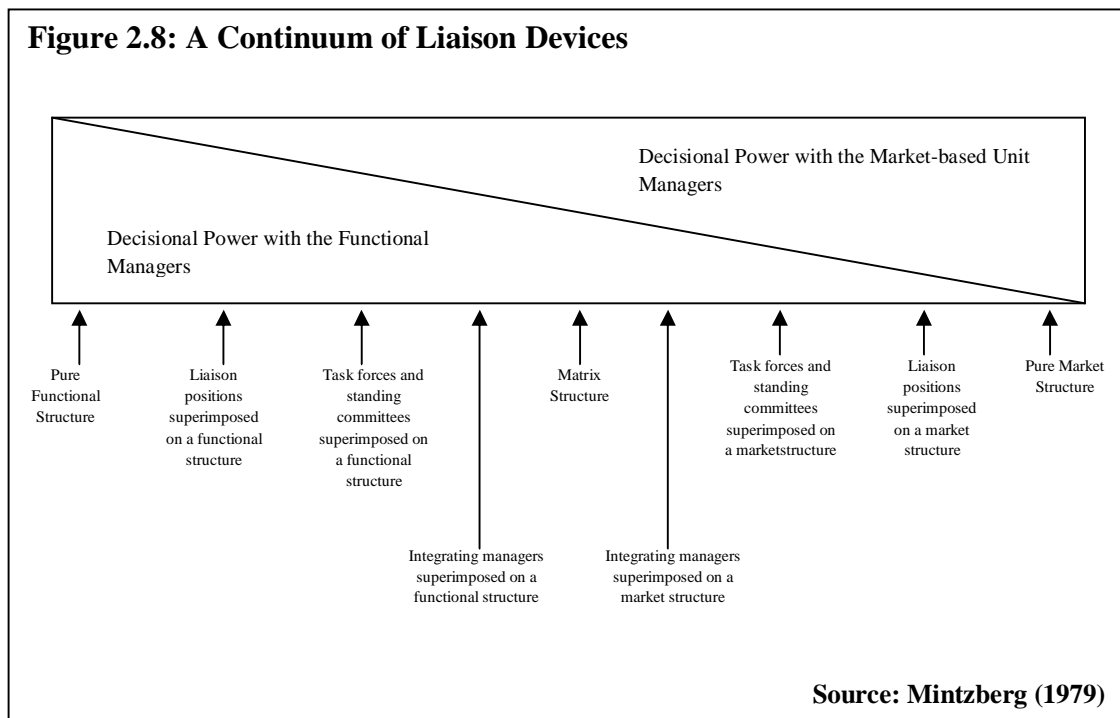 Figure 2.8: A Continuum of Liaison Devices
Decisional Power with the Market-based Unit
Managers
Decisional Power with the Functional
Managers
Pure
Functional
Structure
Liaison
positions
superimposed
on a functional
structure
Task forces and
standing
committees
superimposed on
a functional
structure
Integrating managers
superimposed on a
functional structure
Matrix
Structure
Integrating managers
superimposed on a
market structure
Task forces and
standing
committees
superimposed on
a marketstructure
Liaison
positions
superimposed
on a market
structure
Pure Market
Structure
Source: Mintzberg (1979)